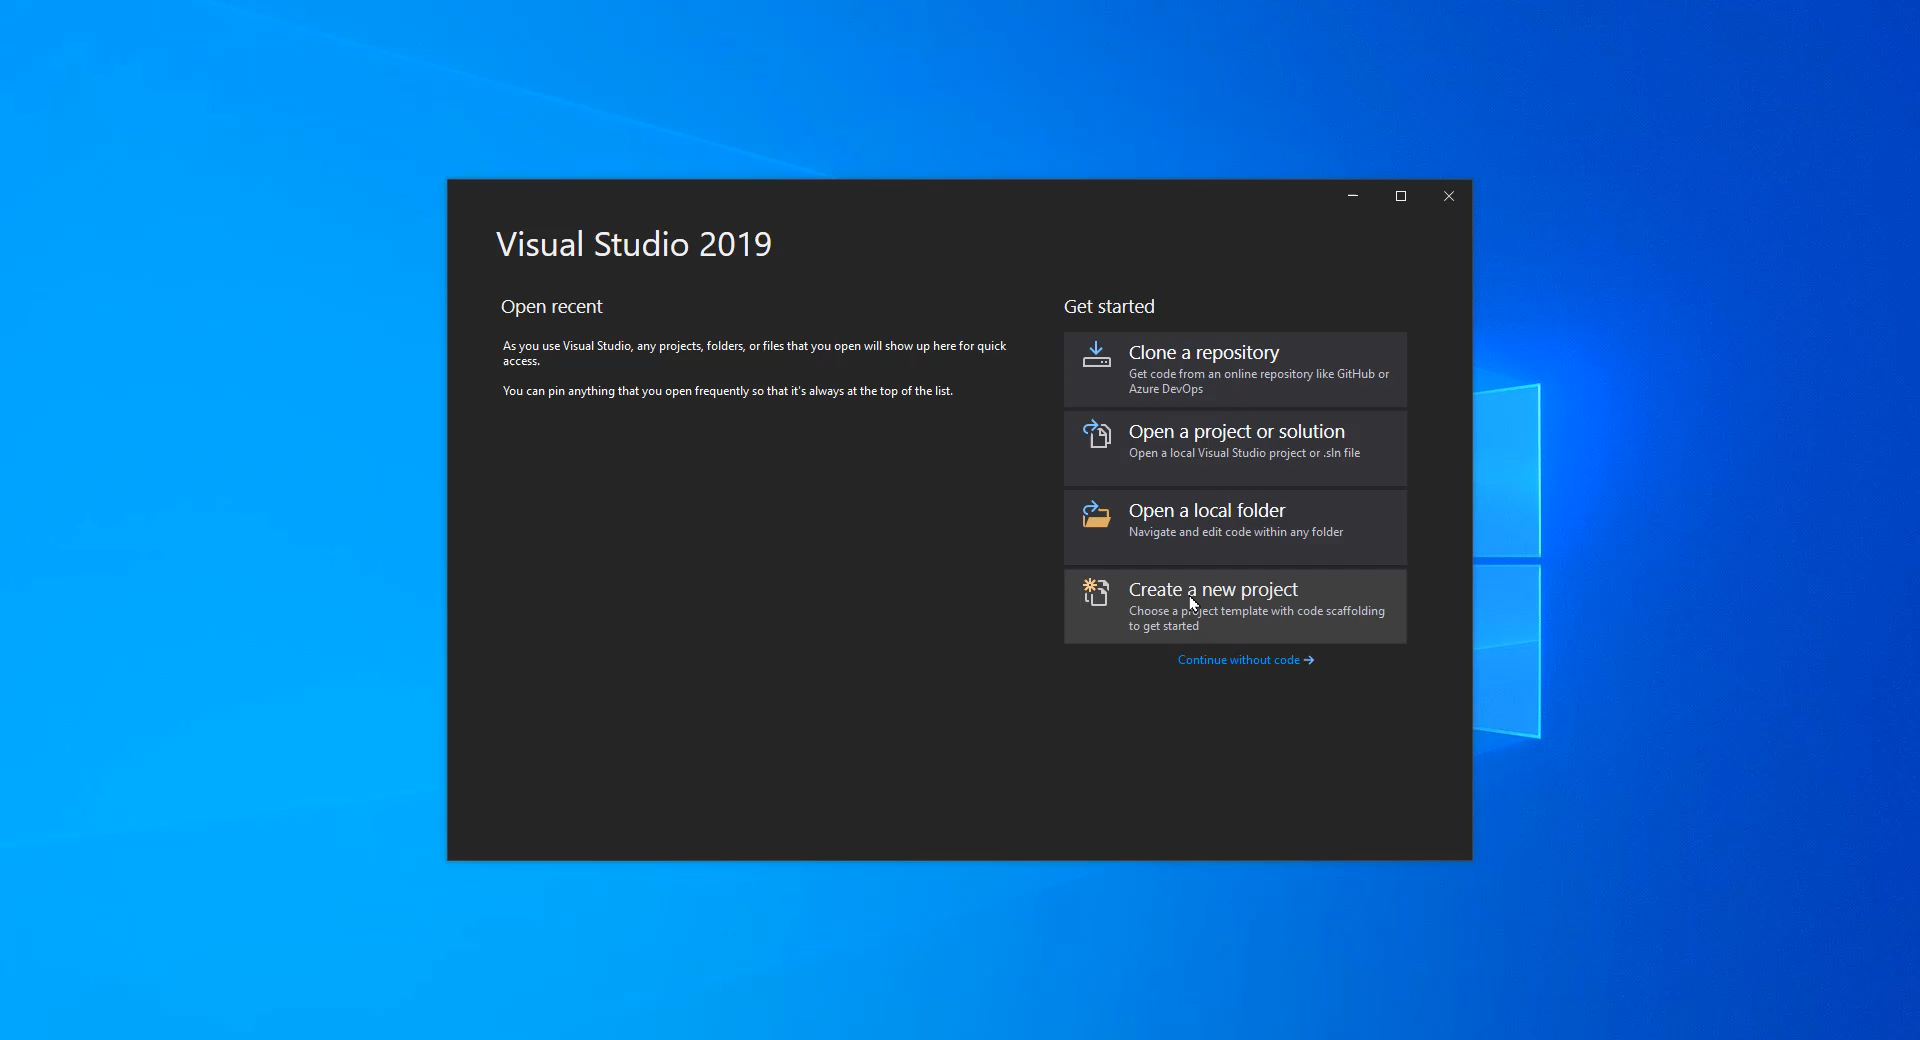 Visual Studio 2019
Open recent
As you use Visual Studio, any projects, folders, or files that you open will show up here for quick
access.
You can pin anything that you open frequently so that it's always at the top of the list.
Get started
Clone a repository
Get code from an online repository like GitHub or
Azure DevOps
Open a project or solution
Open a local Visual Studio project or .sln file
Open a local folder
Navigate and edit code within any folder
Create a new project
Choose a project template with code scaffolding
to get started
Continue without code →